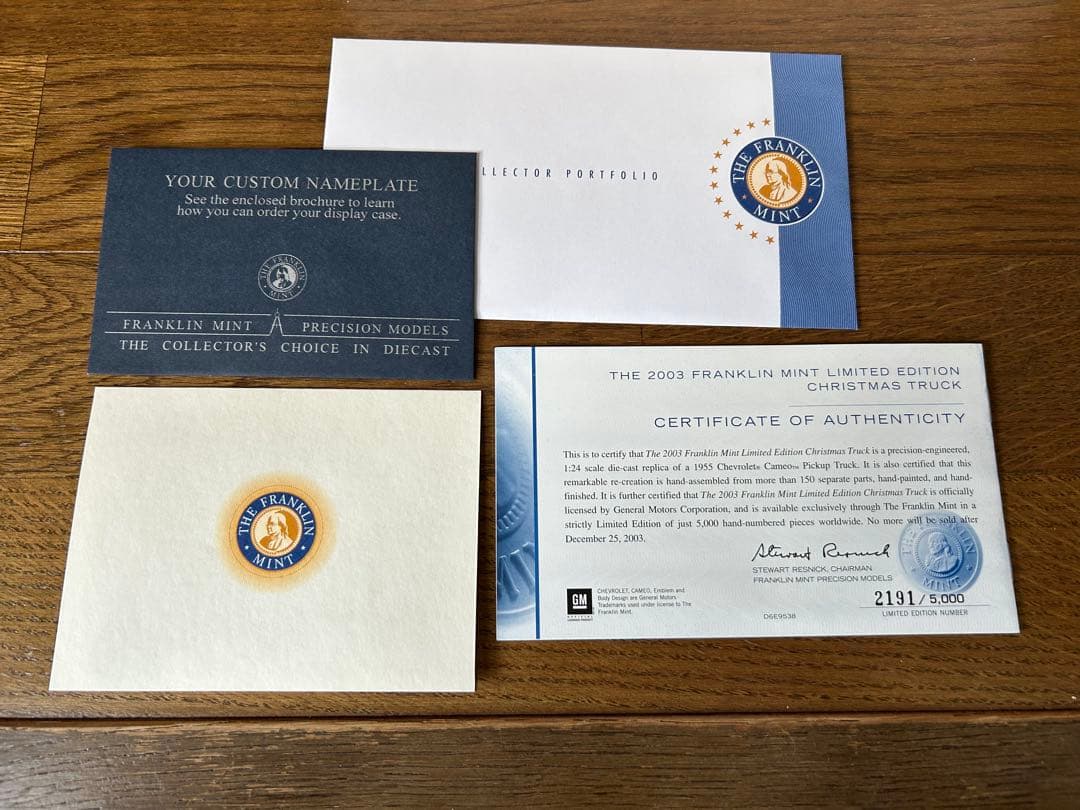 LLECTOR PORTFOLIO
THE FRANKLIN
MINT
YOUR CUSTOM NAMEPLATE
See the enclosed brochure to learn
how you can order your display case.
THE FRANKLIN
MINT
FRANKLIN MINT PRECISION MODELS
THE COLLECTOR'S CHOICE IN DIECAST
THE FRANKLIN
MINT
THE 2003 FRANKLIN MINT LIMITED EDITION
CHRISTMAS TRUCK
CERTIFICATE OF AUTHENTICITY
This is to certify that The 2003 Franklin Mint Limited Edition Christmas Truck is a precision-engineered,
1:24 scale die-cast replica of a 1955 Chevrolet® Cameo™ Pickup Truck. It is also certified that this
remarkable re-creation is hand-assembled from more than 150 separate parts, hand-painted, and hand-
finished. It is further certified that The 2003 Franklin Mint Limited Edition Christmas Truck is officially
licensed by General Motors Corporation, and is available exclusively through The Franklin Mint in a
strictly Limited Edition of just 5,000 hand-numbered pieces worldwide. No more will be sold after
December 25, 2003.
Stewart Resnick
STEWART RESNICK, CHAIRMAN
FRANKLIN MINT PRECISION MODELS
THE FRANKLIN
MINT
2191/5,000
LIMITED EDITION NUMBER
GM
CHEVROLET, CAMEO, Emblem and
Body Design are General Motors
Trademarks used under license to The
Franklin Mint.
D6E9538